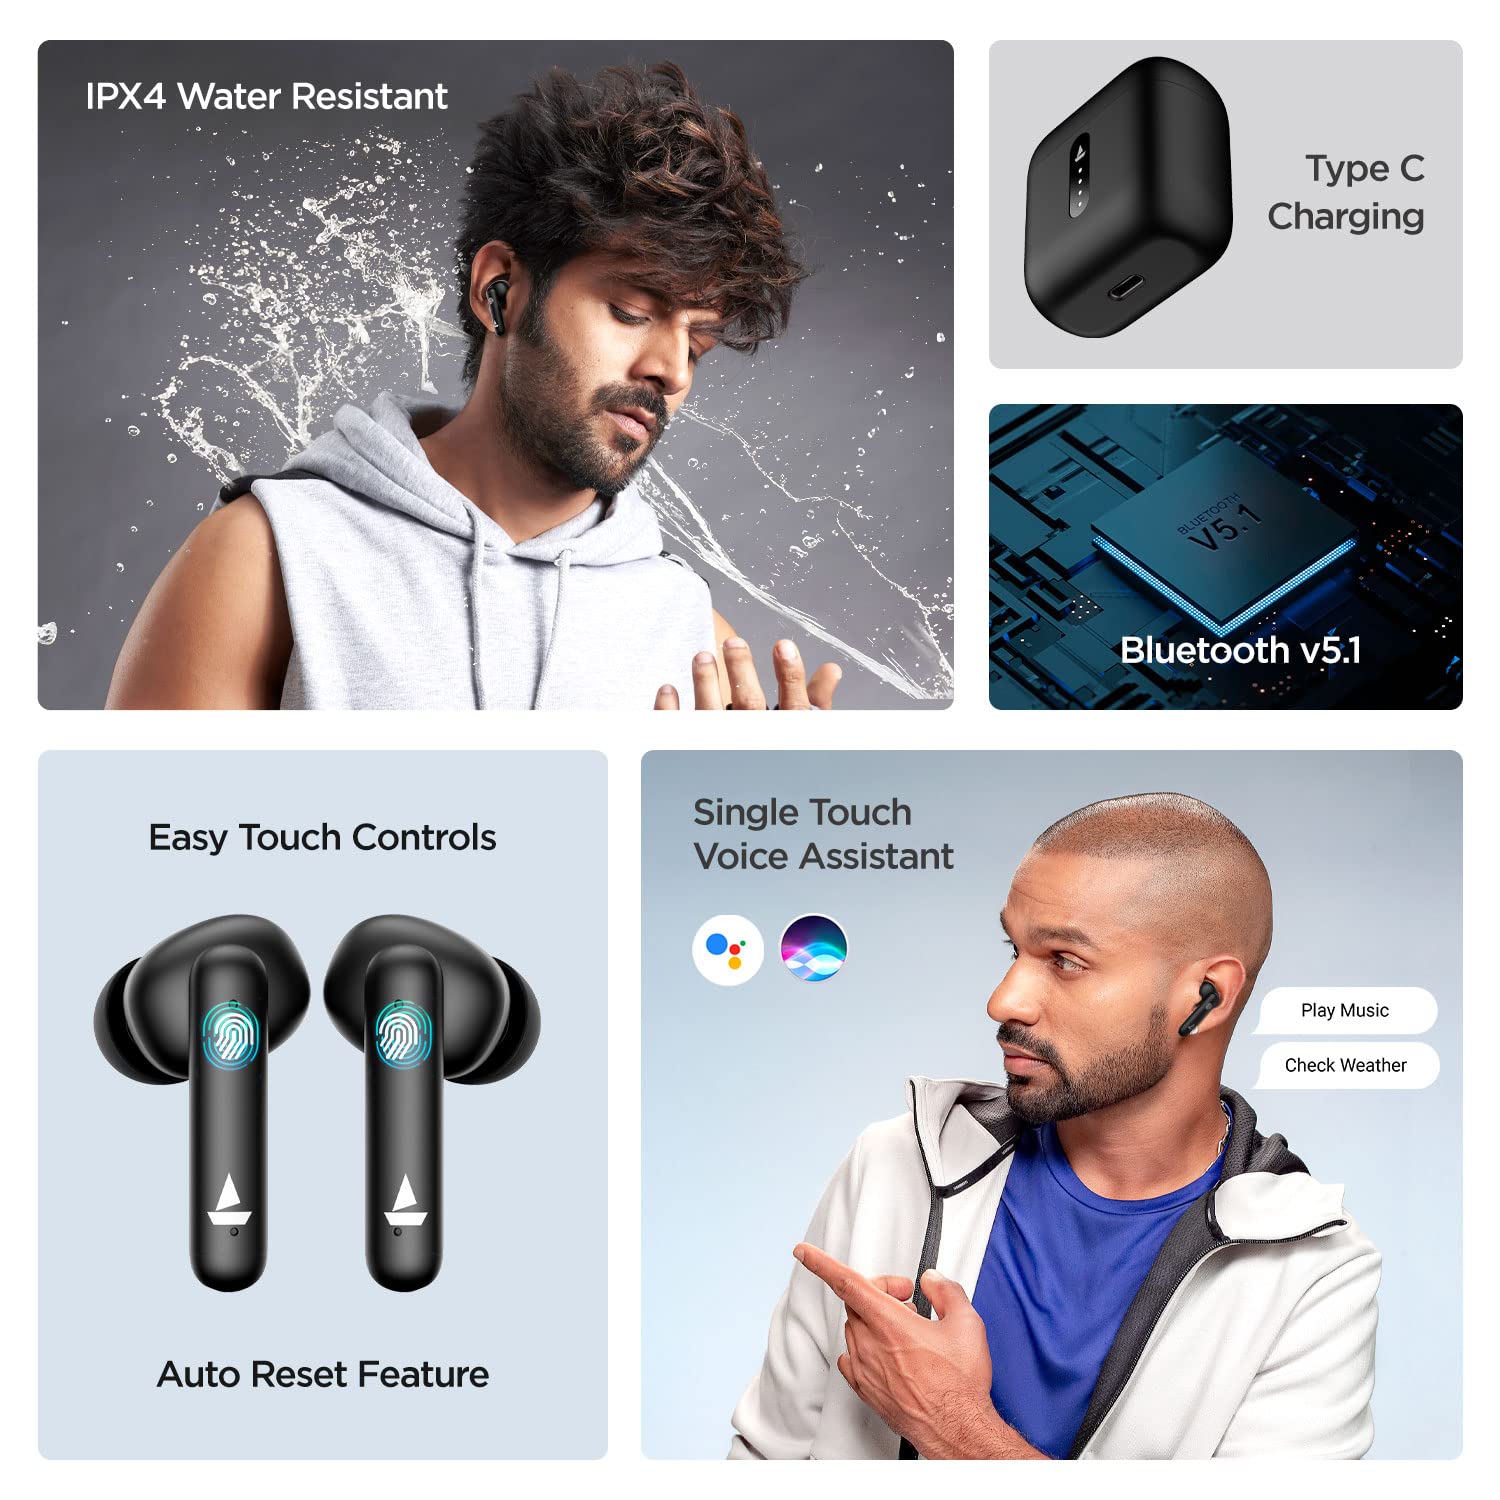 IPX4 Water Resistant
Type C
Charging
BLUETOOTH
V5.1
Bluetooth v5.1
Easy Touch Controls
Auto Reset Feature
Single Touch
Voice Assistant
Play Music
Check Weather